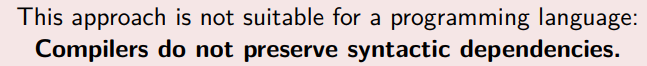 This approach is not suitable for a programming language:
Compilers do not preserve syntactic dependencies.